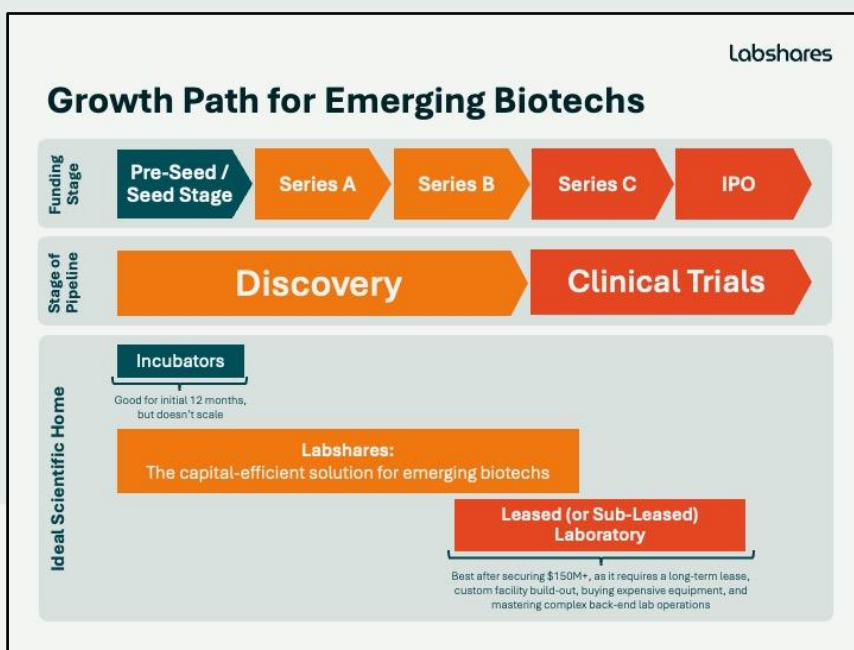 Labshares
Growth Path for Emerging Biotechs
Funding
Stage
Pre-Seed /
Seed Stage
Series A
Series B
Series C
IPO
Stage of
Pipeline
Discovery
Clinical Trials
Ideal Scientific Home
Incubators
Good for initial 12 months,
but doesn't scale
Labshares:
The capital-efficient solution for emerging biotechs
Leased (or Sub-Leased)
Laboratory
Best after securing $150M+, as it requires a long-term lease,
custom facility build-out, buying expensive equipment, and
mastering complex back-end lab operations